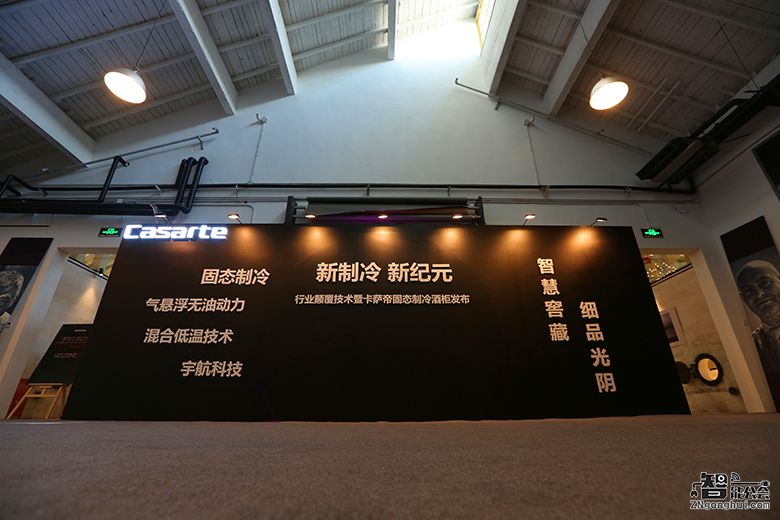 Casarte
固态制冷
气悬浮无油动力
混合低温技术
宇航科技
新制冷 新纪元
行业颠覆技术暨卡萨帝固态制冷酒柜发布
智慧窖藏
细品光阴
智能公会
ZNgonghui.com